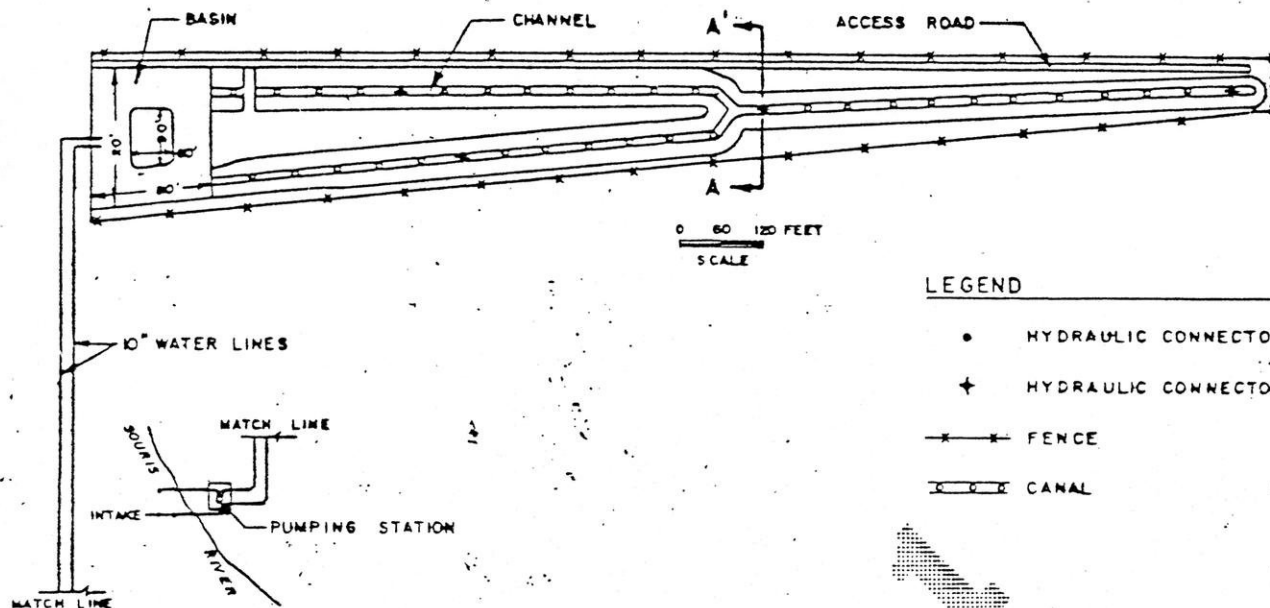 BASIN
CHANNEL
A'
ACCESS ROAD
20'
80'
A
0 60 120 FEET
SCALE
LEGEND
HYDRAULIC CONNECTO
HYDRAULIC CONNECTO
FENCE
CANAL
10" WATER LINES
MATCH LINE
SOURIS
INTAKE
PUMPING STATION
RIVER
MATCH LINE